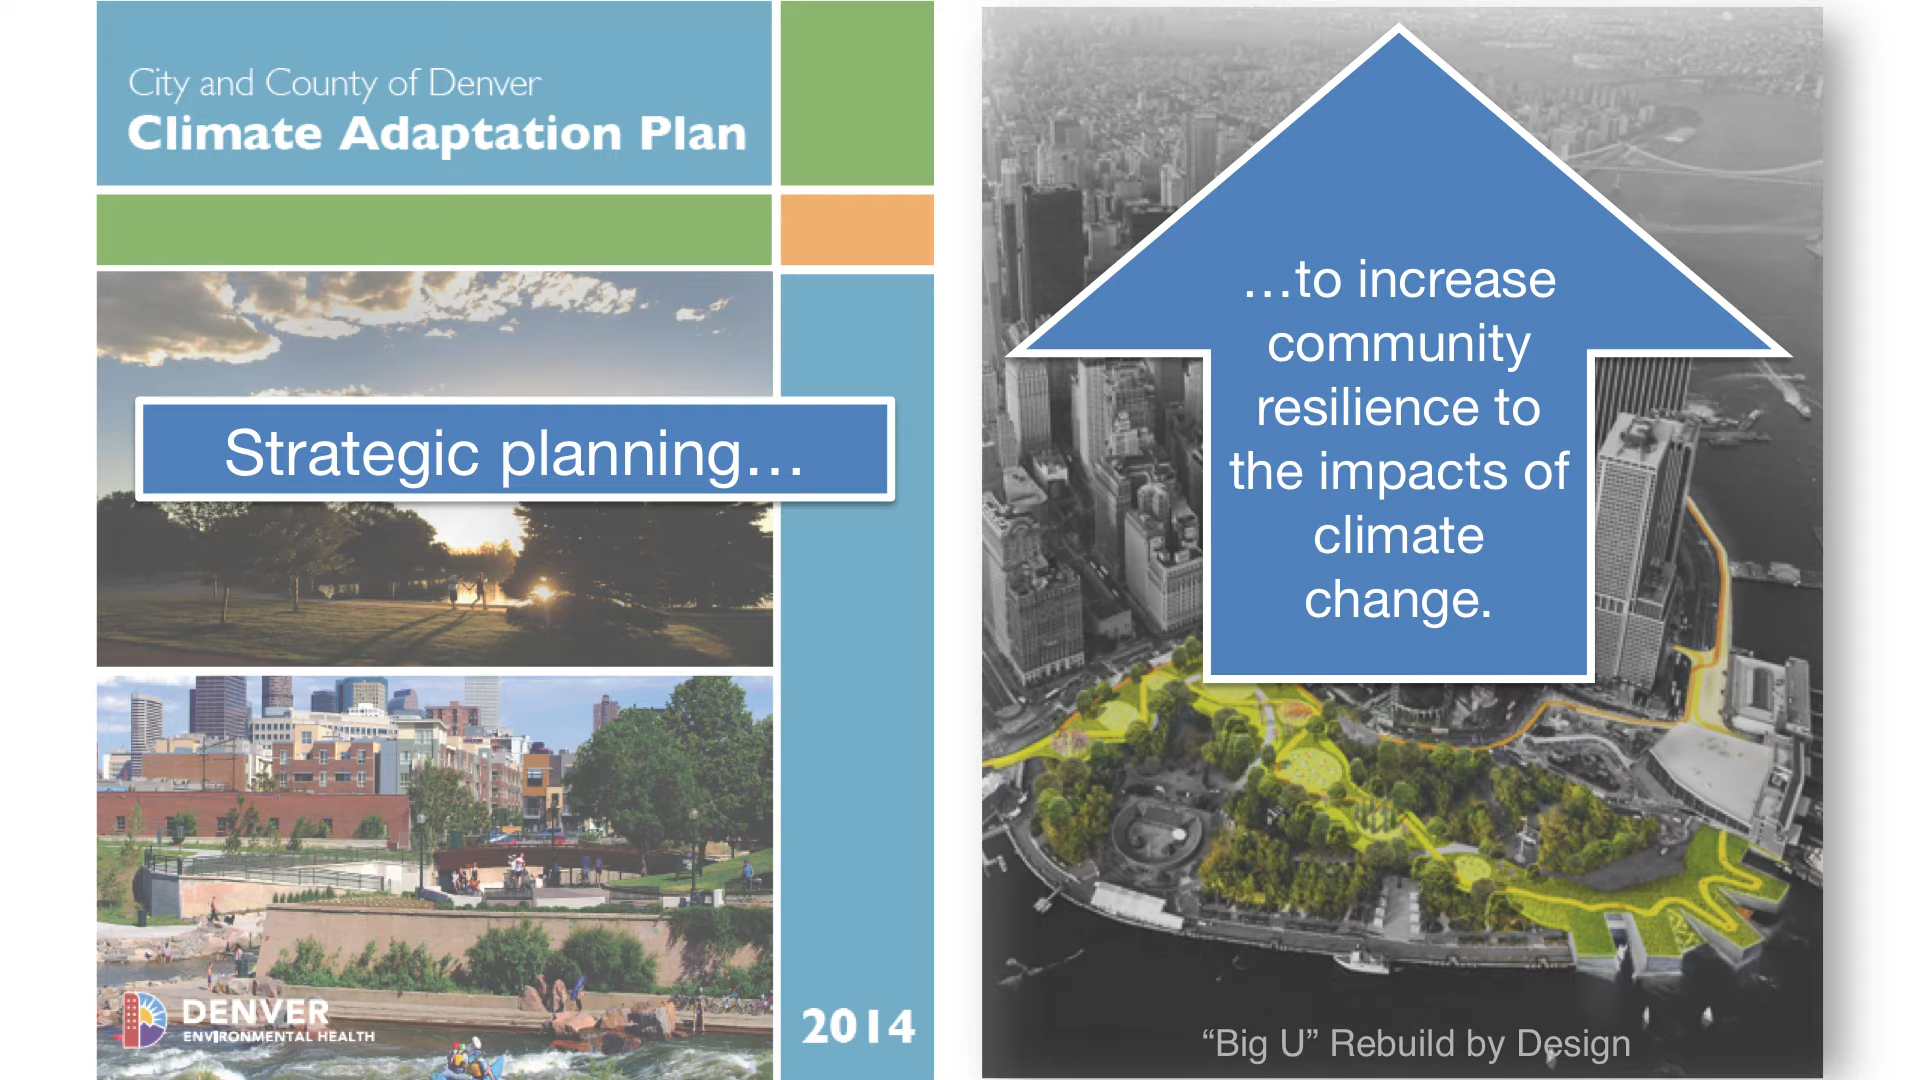 City and County of Denver
Climate Adaptation Plan
Strategic planning…
DENVER
ENVIRONMENTAL HEALTH
2014
…to increase
community
resilience to
the impacts of
climate
change.
“Big U” Rebuild by Design